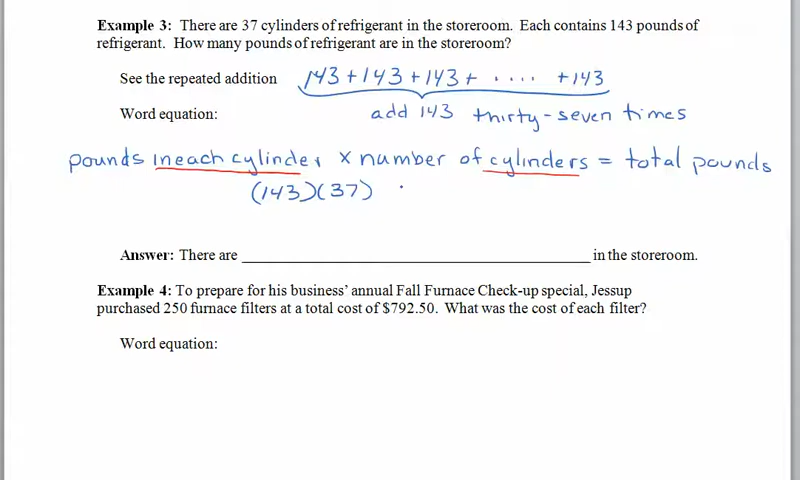 Example 3: There are 37 cylinders of refrigerant in the storeroom. Each contains 143 pounds of
refrigerant. How many pounds of refrigerant are in the storeroom?
See the repeated addition 143 + 143 + 143 + .... + 143
Word equation: add 143 thirty-seven times
pounds in each cylinder x number of cylinders = total pounds
(143)(37)
Answer: There are ______________________ in the storeroom.
Example 4: To prepare for his business' annual Fall Furnace Check-up special, Jessup
purchased 250 furnace filters at a total cost of $792.50. What was the cost of each filter?
Word equation: